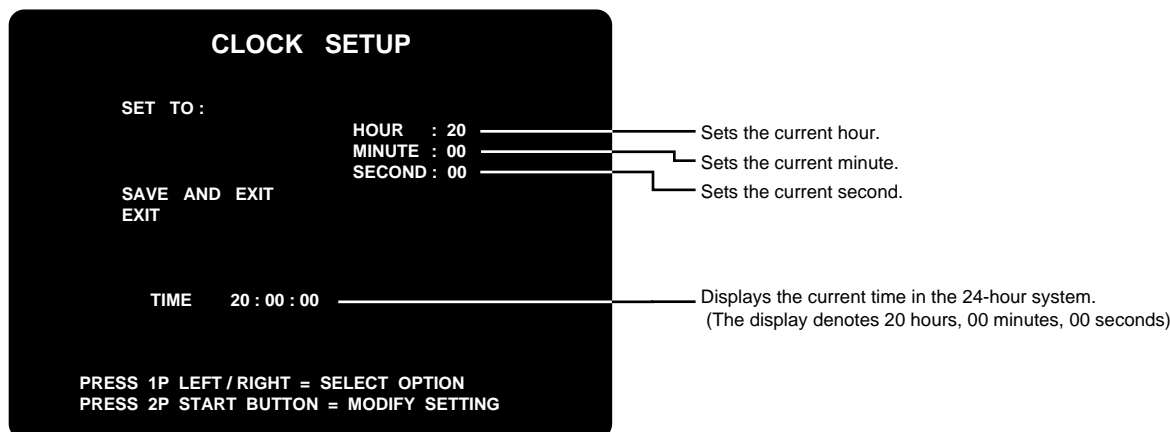 CLOCK SETUP
SET TO :
HOUR : 20
Sets the current hour.
MINUTE : 00
Sets the current minute.
SECOND : 00
Sets the current second.
SAVE AND EXIT
EXIT
TIME 20 : 00 : 00
Displays the current time in the 24-hour system.
(The display denotes 20 hours, 00 minutes, 00 seconds)
PRESS 1P LEFT / RIGHT = SELECT OPTION
PRESS 2P START BUTTON = MODIFY SETTING